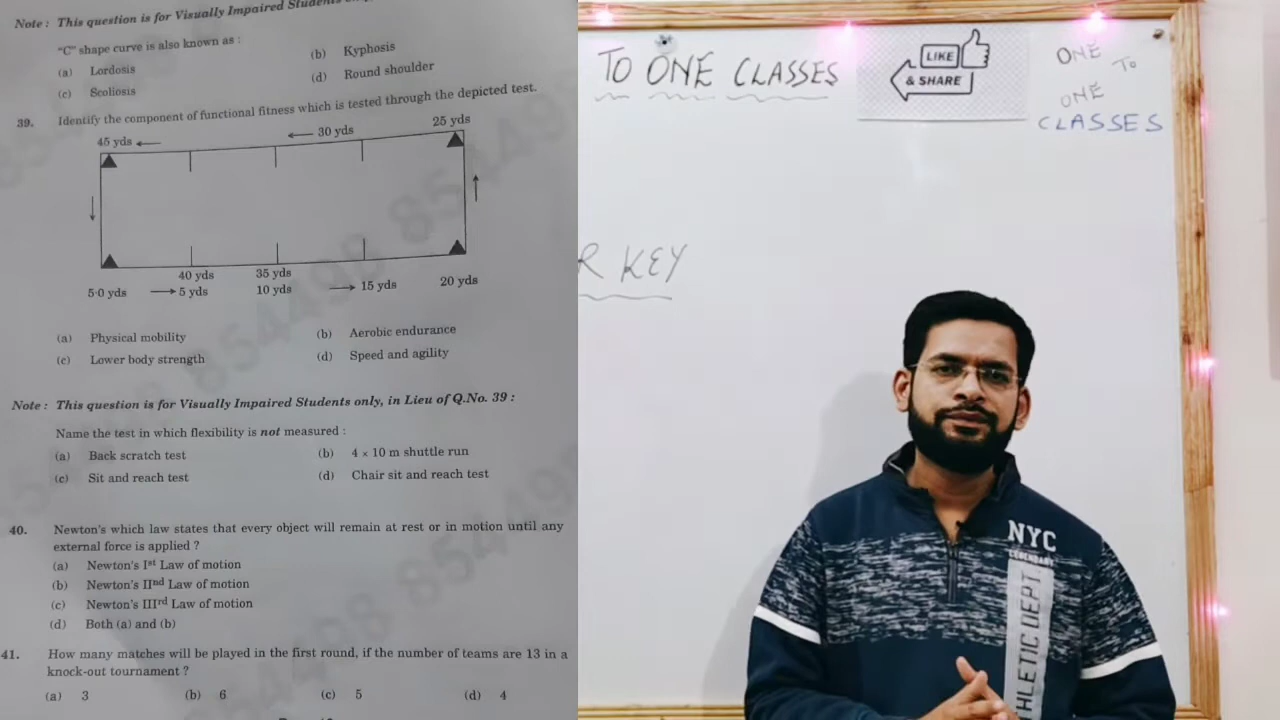 Note : This question is for Visually Impaired Students
"C" shape curve is also known as :
(a) Lordosis
(b) Kyphosis
(c) Scoliosis
(d) Round shoulder
39. Identify the component of functional fitness which is tested through the depicted test.
45 yds ←
← 30 yds
25 yds
40 yds
35 yds
5·0 yds
→ 5 yds
10 yds
→ 15 yds
20 yds
(a) Physical mobility
(b) Aerobic endurance
(c) Lower body strength
(d) Speed and agility
Note : This question is for Visually Impaired Students only, in Lieu of Q.No. 39 :
Name the test in which flexibility is not measured :
(a) Back scratch test
(b) 4 × 10 m shuttle run
(c) Sit and reach test
(d) Chair sit and reach test
40. Newton's which law states that every object will remain at rest or in motion until any
external force is applied ?
(a) Newton's Ist Law of motion
(b) Newton's IInd Law of motion
(c) Newton's IIIrd Law of motion
(d) Both (a) and (b)
41. How many matches will be played in the first round, if the number of teams are 13 in a
knock-out tournament ?
(a) 3 (b) 6 (c) 5 (d) 4
TO ONE CLASSES
LIKE
& SHARE
ONE
To
ONE
CLASSES
R KEY
NYC
LEGENDARY
HLETIC DEPT